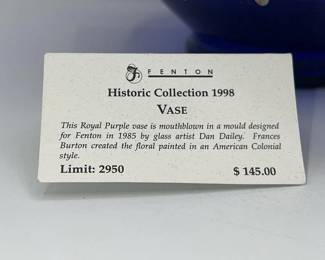 FENTON
Historic Collection 1998
VASE
This Royal Purple vase is mouthblown in a mould designed
for Fenton in 1985 by glass artist Dan Dailey. Frances
Burton created the floral painted in an American Colonial
style.
Limit: 2950 $ 145.00